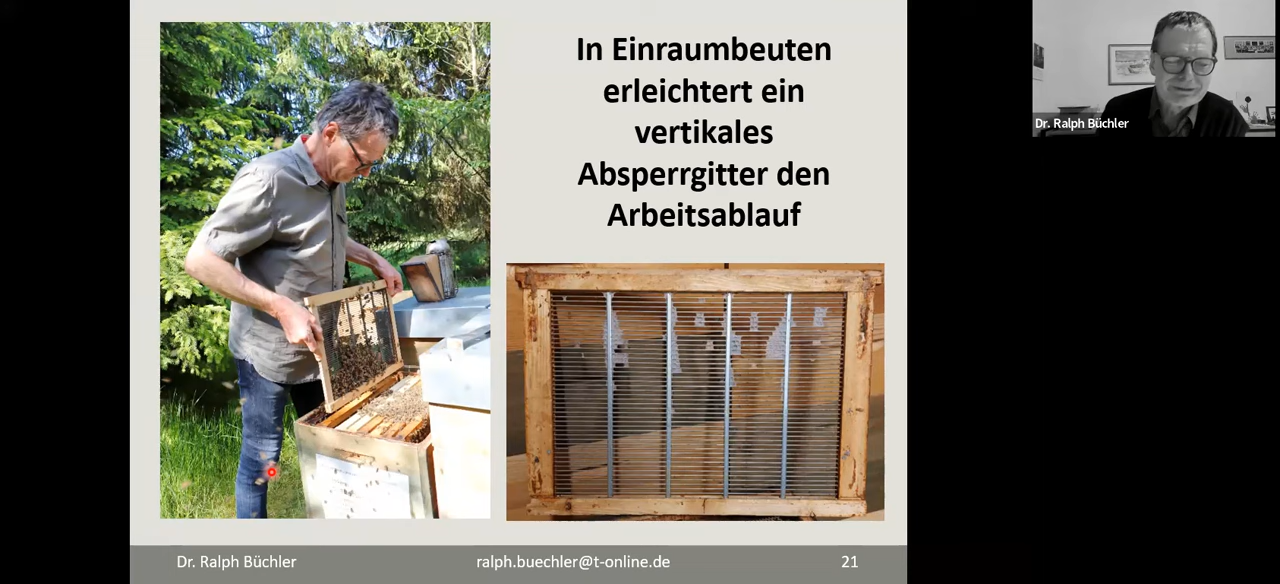 In Einraumbeuten
erleichtert ein
vertikales
Absperrgitter den
Arbeitsablauf
Dr. Ralph Büchler
ralph.buechler@t-online.de
21
Dr. Ralph Büchler